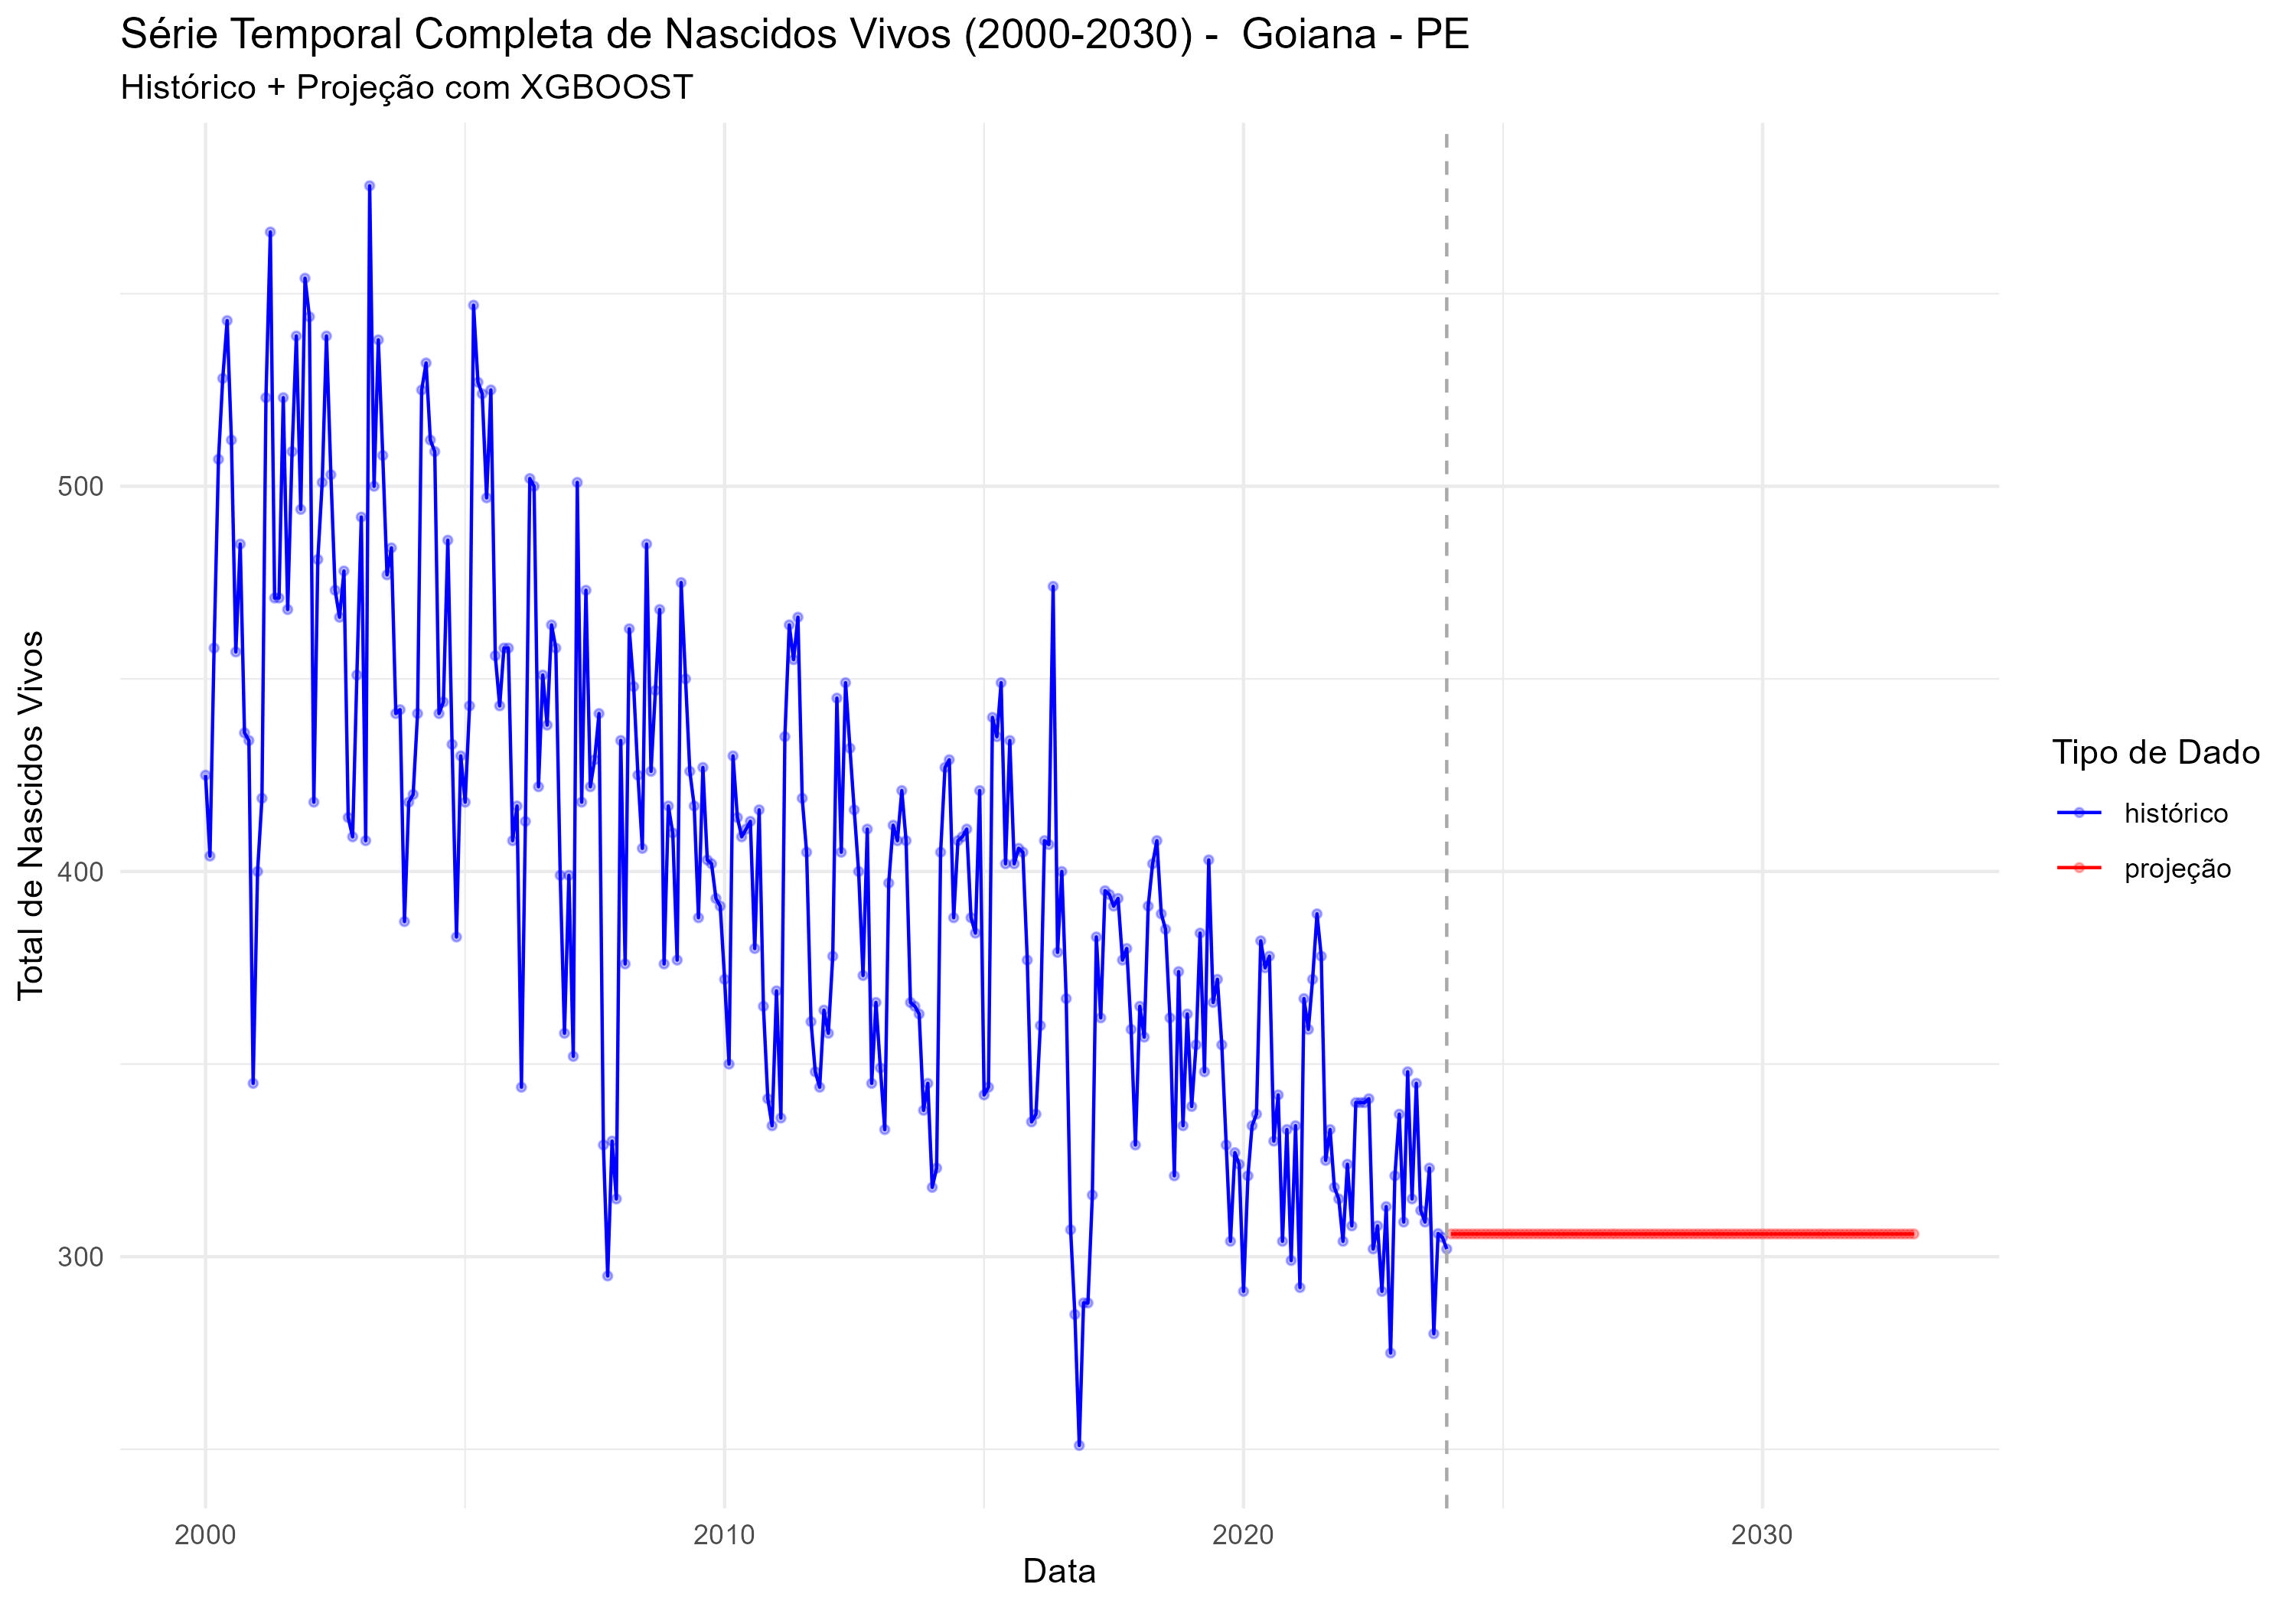 Série Temporal Completa de Nascidos Vivos (2000-2030) -  Goiana - PE
Histórico + Projeção com XGBOOST
Total de Nascidos Vivos
500
400
300
2000
2010
2020
2030
Data
Tipo de Dado
histórico
projeção